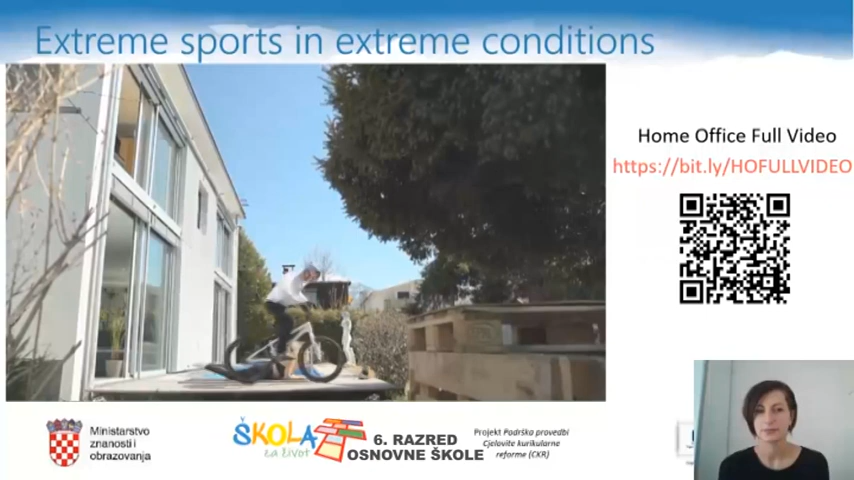 Extreme sports in extreme conditions
Home Office Full Video
https://bit.ly/HOFULLVIDEO
Ministarstvo
znanosti i
obrazovanja
ŠKOLA
za život
6. RAZRED
OSNOVNE ŠKOLE
Projekt Podrška provedbi
Cjelovite kurikularne
reforme (CKR)